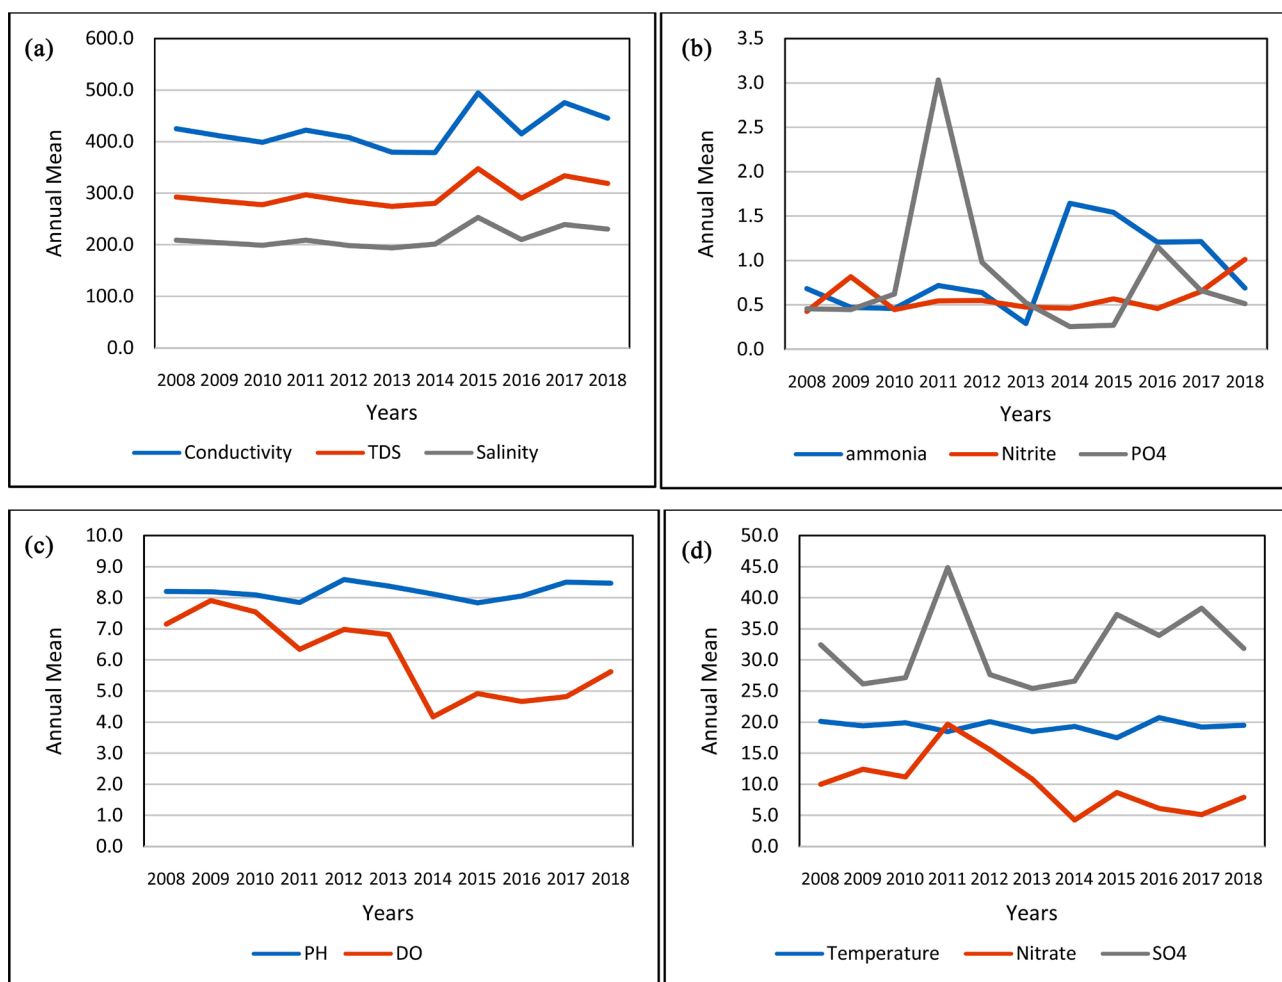 (a)
600.0
500.0
400.0
300.0
200.0
100.0
0.0
Annual Mean
2008 2009 2010 2011 2012 2013 2014 2015 2016 2017 2018
Years
Conductivity TDS Salinity
(b)
3.5
3.0
2.5
2.0
1.5
1.0
0.5
0.0
Annual Mean
2008 2009 2010 2011 2012 2013 2014 2015 2016 2017 2018
Years
ammonia Nitrite PO4
(c)
10.0
9.0
8.0
7.0
6.0
5.0
4.0
3.0
2.0
1.0
0.0
Annual Mean
2008 2009 2010 2011 2012 2013 2014 2015 2016 2017 2018
Years
PH DO
(d)
50.0
45.0
40.0
35.0
30.0
25.0
20.0
15.0
10.0
5.0
0.0
Annual Mean
2008 2009 2010 2011 2012 2013 2014 2015 2016 2017 2018
Years
Temperature Nitrate SO4